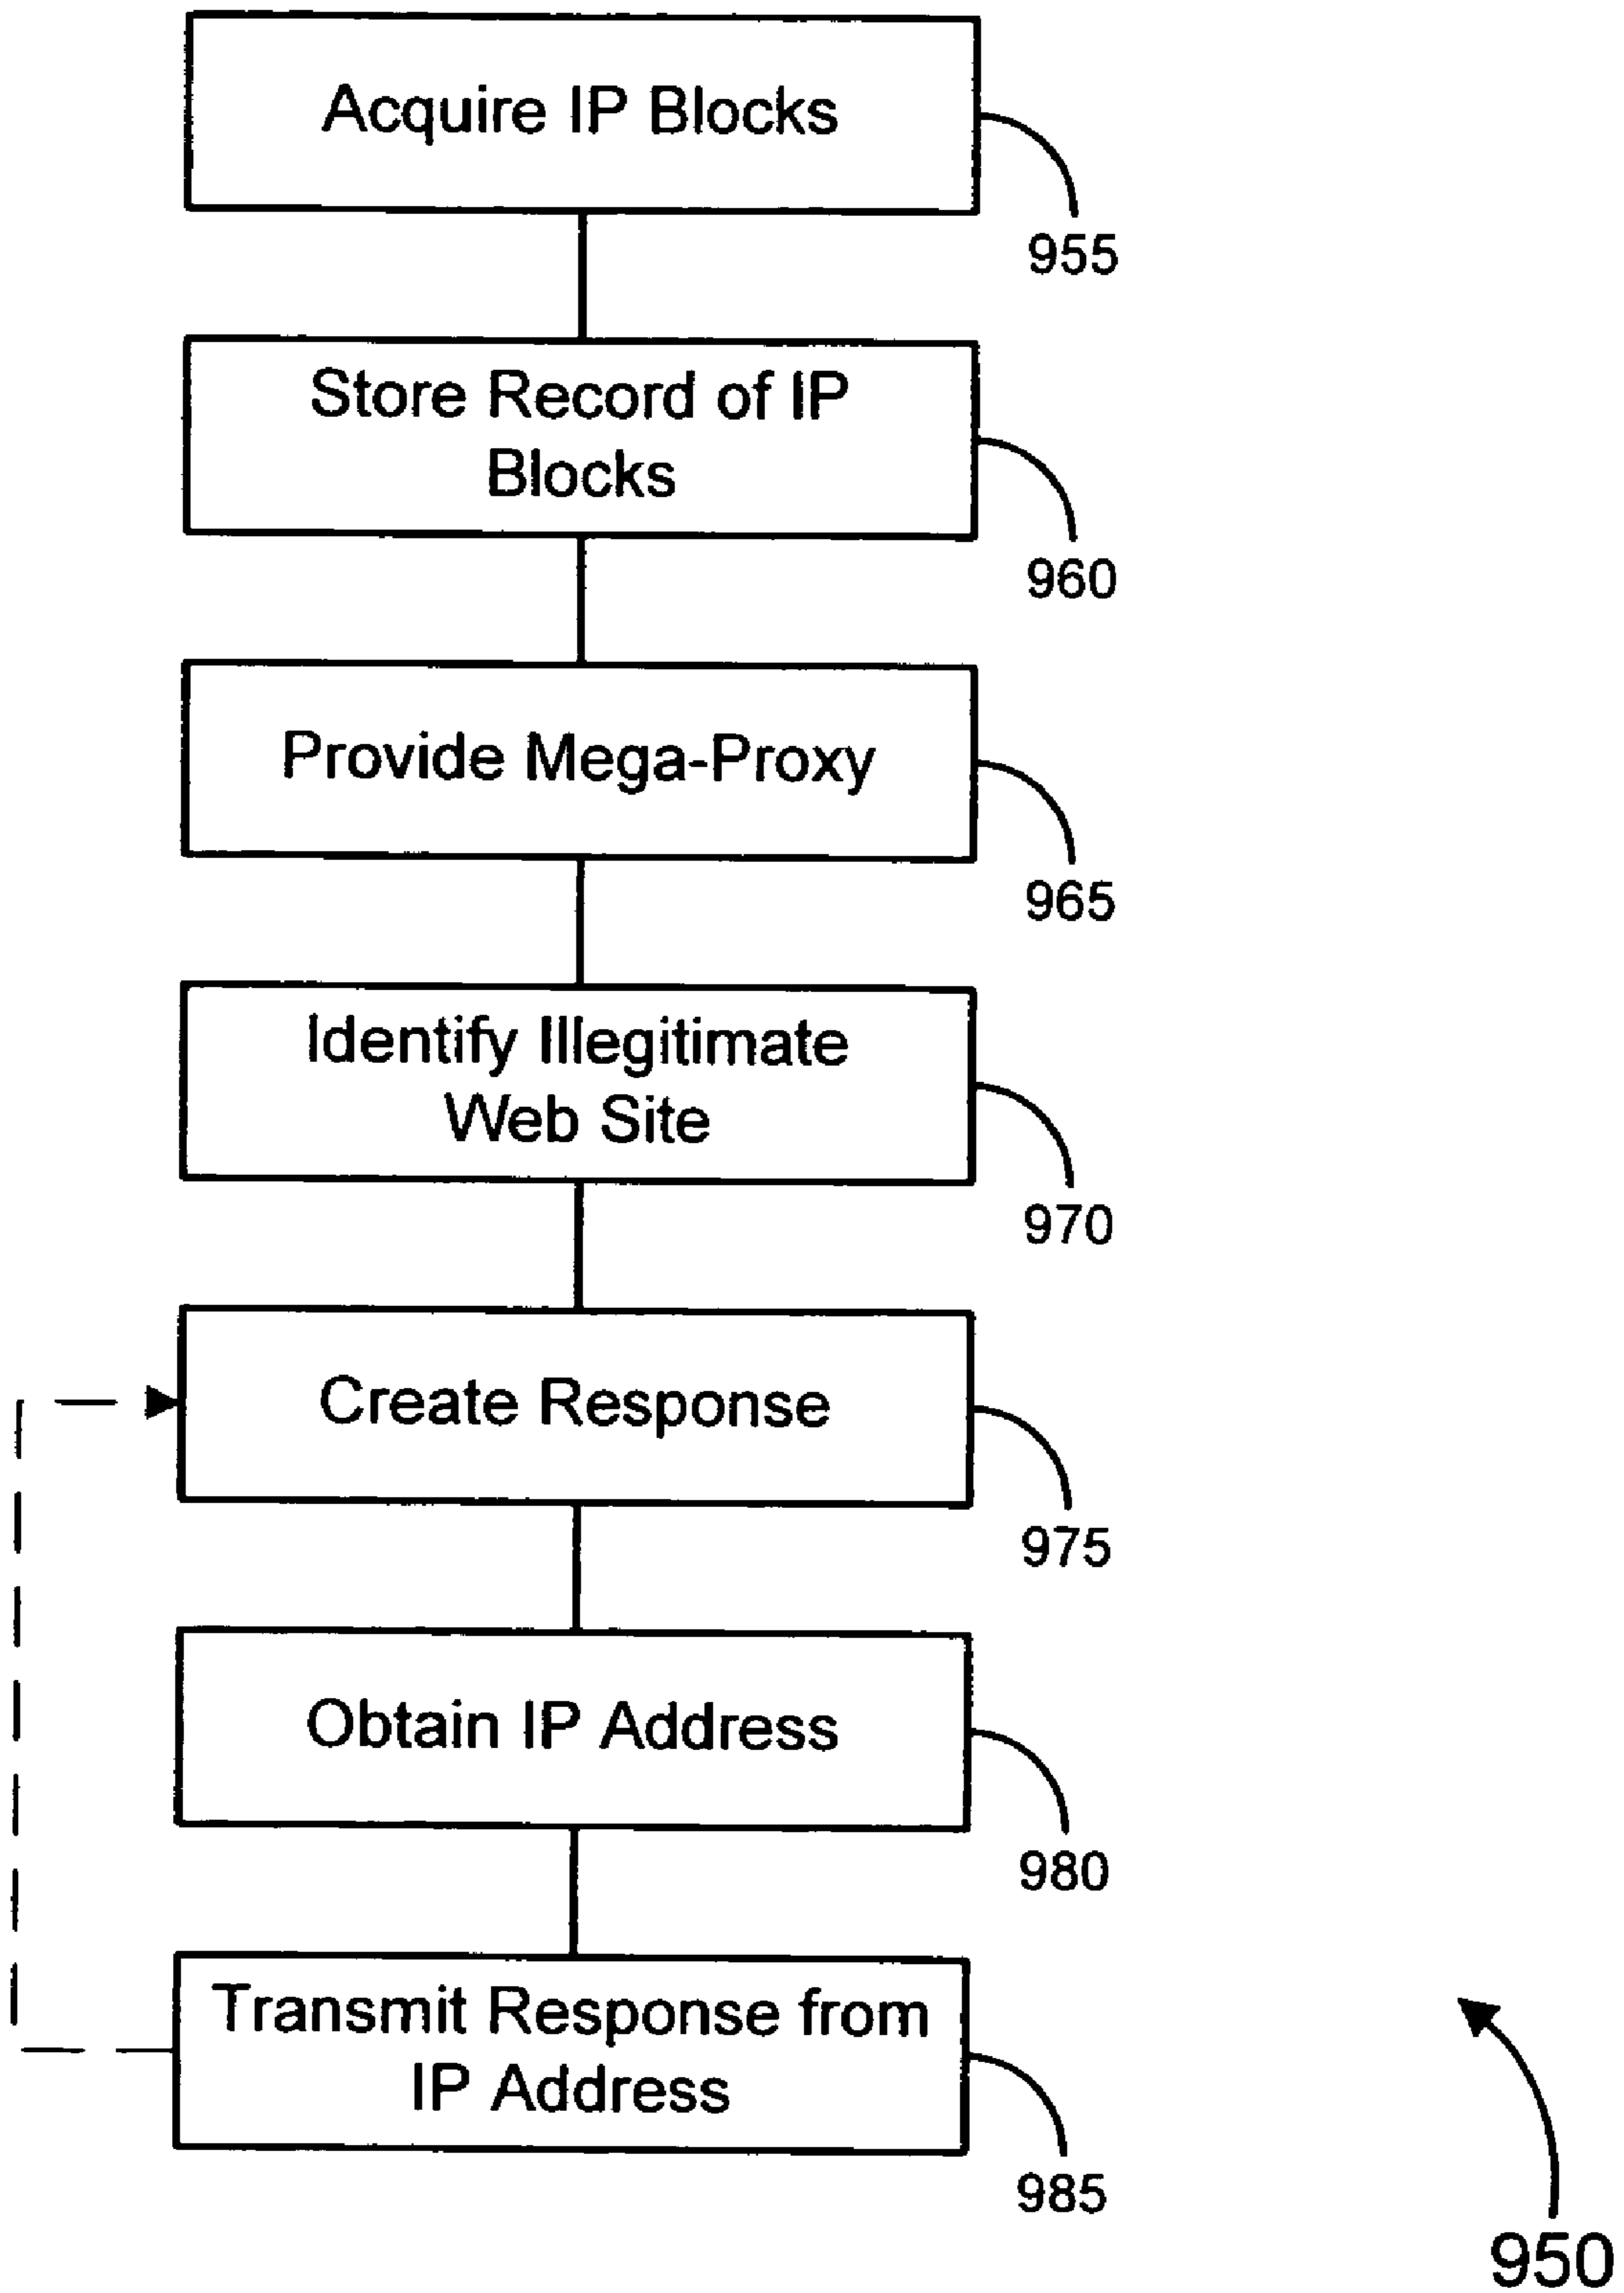 Acquire IP Blocks
955
Store Record of IP
Blocks
960
Provide Mega-Proxy
965
Identify Illegitimate
Web Site
970
Create Response
975
Obtain IP Address
980
Transmit Response from
IP Address
985
950